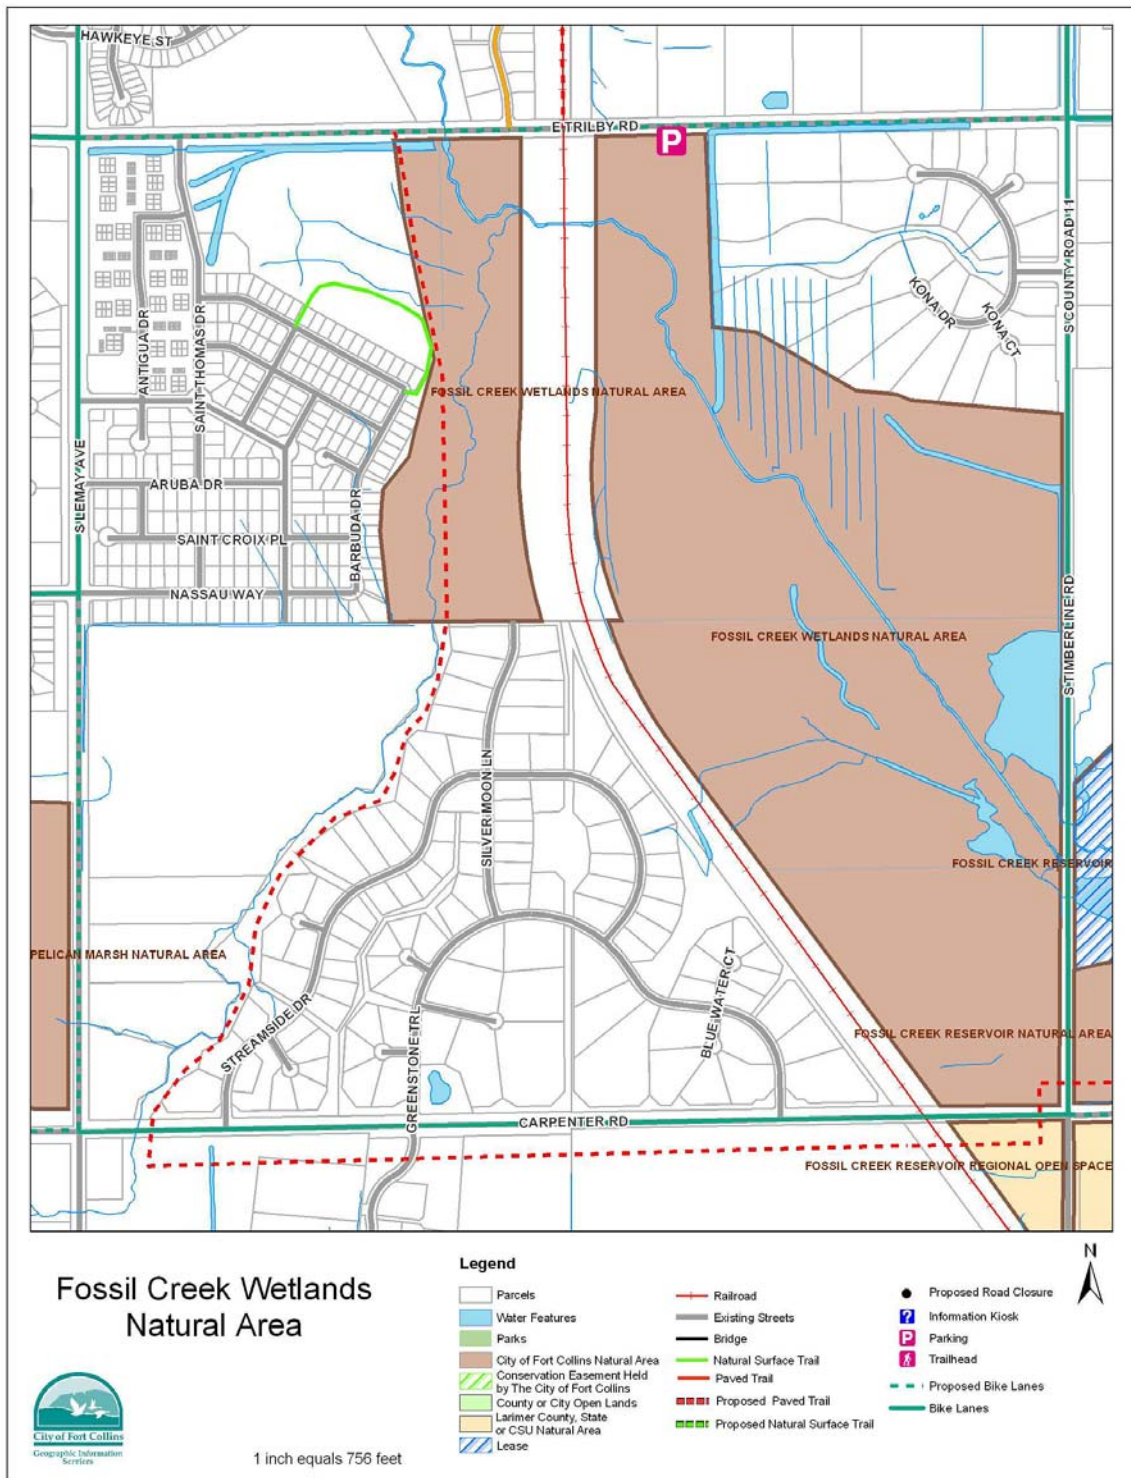 HAWKEYE ST
E TRILBY RD
P
S COUNTY ROAD 11
KONA DR
KONA CT
ANTIGUA DR
SAINT THOMAS DR
FOSSIL CREEK WETLANDS NATURAL AREA
S LEMAY AVE
ARUBA DR
BARBUDA DR
SAINT CROIX PL
NASSAU WAY
FOSSIL CREEK WETLANDS NATURAL AREA
S TIMBERLINE RD
SILVER MOON LN
FOSSIL CREEK RESERVOIR
PELICAN MARSH NATURAL AREA
BLUE WATER CT
STREAMSIDE DR
GREENSTONE TRL
FOSSIL CREEK RESERVOIR NATURAL AREA
CARPENTER RD
FOSSIL CREEK RESERVOIR REGIONAL OPEN SPACE
Fossil Creek Wetlands
Natural Area
City of Fort Collins
Geographic Information
Services
1 inch equals 756 feet
Legend
Parcels
Water Features
Parks
City of Fort Collins Natural Area
Conservation Easement Held
by The City of Fort Collins
County or City Open Lands
Larimer County, State
or CSU Natural Area
Lease
Railroad
Existing Streets
Bridge
Natural Surface Trail
Paved Trail
Proposed Paved Trail
Proposed Natural Surface Trail
N
Proposed Road Closure
? Information Kiosk
P Parking
Trailhead
Proposed Bike Lanes
Bike Lanes